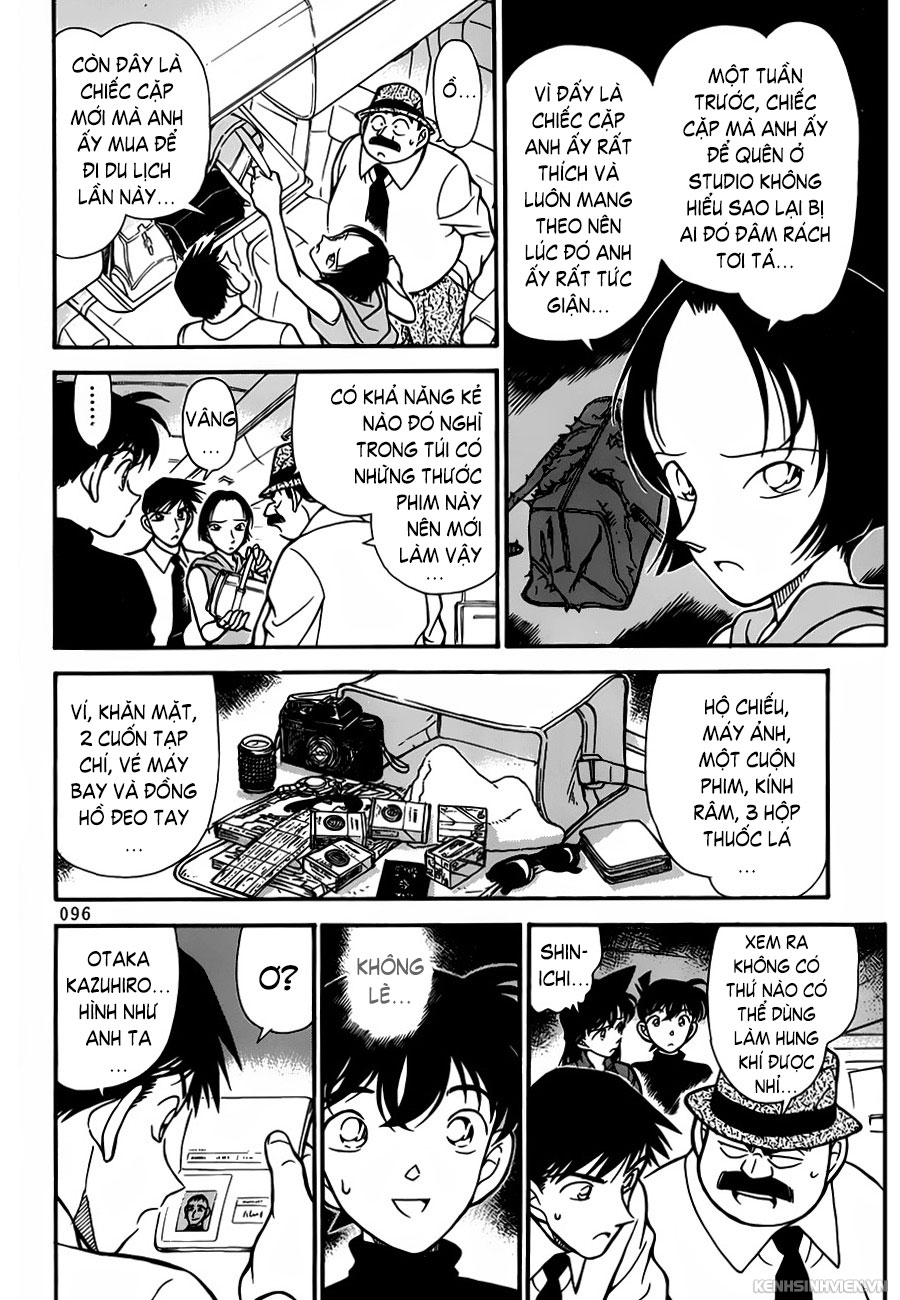 MỘT TUẦN
TRƯỚC, CHIẾC
CẶP MÀ ANH ẤY
ĐỂ QUÊN Ở
STUDIO KHÔNG
HIỂU SAO LẠI BỊ
AI ĐÓ ĐÂM RÁCH
TƠI TẢ...
VÌ ĐẤY LÀ
CHIẾC CẶP
ANH ẤY RẤT
THÍCH VÀ
LUÔN MANG
THEO NÊN
LÚC ĐÓ ANH
ẤY RẤT TỨC
GIẬN...
Ồ...
CÒN ĐÂY LÀ
CHIẾC CẶP
MỚI MÀ ANH
ẤY MUA ĐỂ
ĐI DU LỊCH
LẦN NÀY...
CÓ KHẢ NĂNG KẺ
NÀO ĐÓ NGHĨ
TRONG TÚI CÓ
NHỮNG THƯỚC
PHIM NÀY
NÊN MỚI
LÀM VẬY
...
VÂNG
...
......
HỘ CHIẾU,
MÁY ẢNH,
MỘT CUỘN
PHIM, KÍNH
RÂM, 3 HỘP
THUỐC LÁ
...
VÍ, KHĂN MẶT,
2 CUỐN TẠP
CHÍ, VÉ MÁY
BAY VÀ ĐỒNG
HỒ ĐEO TAY
...
096
XEM RA
KHÔNG CÓ
THỨ NÀO CÓ
THỂ DÙNG
LÀM HUNG
KHÍ ĐƯỢC
NHỈ...
SHIN-
ICHI...
KHÔNG
LẼ...
Ơ?
OTAKA
KAZUHIRO...
HÌNH NHƯ
ANH TA
...
KENHSINHVIEN.VN